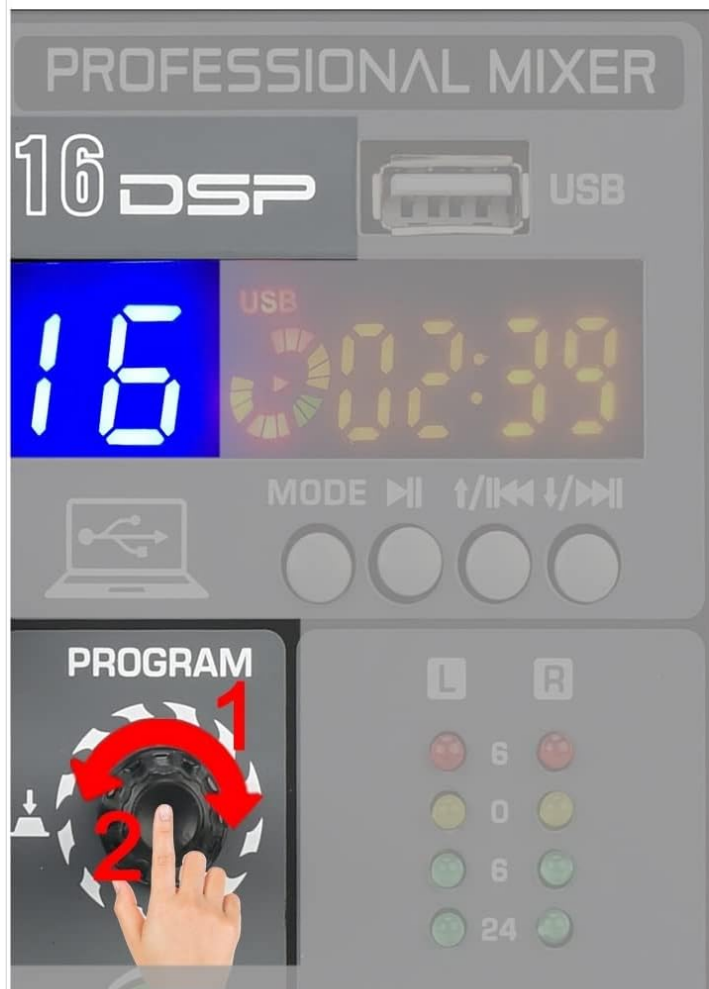 PROFESSIONAL MIXER
16 DSP
USB
16
USB
02:39
MODE ⏯ ↑/⏮ ↓/⏭
PROGRAM
1
2
L R
6
0
6
24